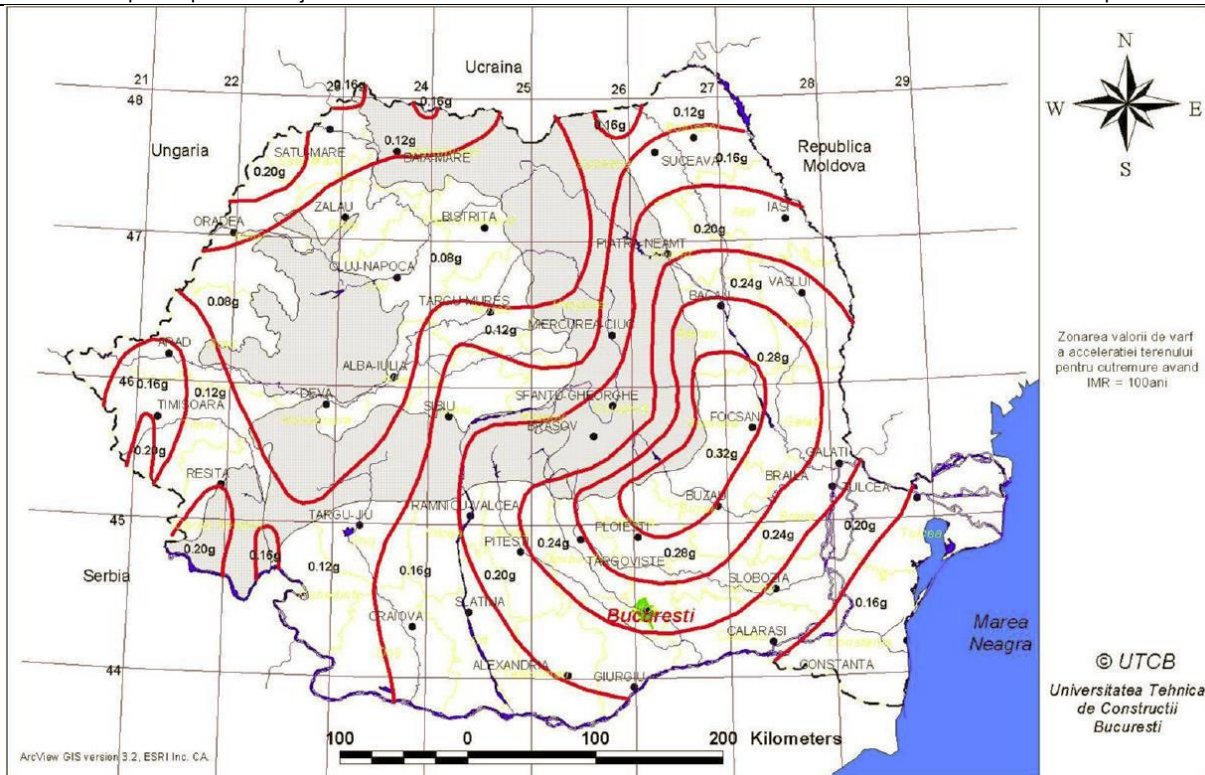 N
W E
S
Ucraina
Ungaria
Republica
Moldova
Serbia
Marea
Neagra
21
22
24
25
26
27
28
29
48
47
46
45
44
0.16g
0.16g
0.16g
0.12g
0.12g
SATU-MARE
BAIA-MARE
SUCEAVA
0.16g
0.20g
ORADEA
ZALAU
BISTRITA
IASI
0.20g
PIATRA-NEAMT
0.08g
CLUJ-NAPOCA
0.24g
VASLUI
BACAU
0.08g
TARGU-MURES
0.12g
MIERCUREA-CIUC
ARAD
0.28g
ALBA-IULIA
0.16g
0.12g
TIMISOARA
DEVA
SIBIU
SFANTU-GHEORGHE
FOCSANI
BRASOV
0.20g
0.32g
GALATI
RESITA
BRAILA
TULCEA
BUZAU
RAMNICU-VALCEA
TARGU-JIU
0.20g
PLOIESTI
PITESTI
0.24g
0.24g
0.28g
TARGOVISTE
0.20g
0.16g
0.12g
0.16g
0.20g
SLOBOZIA
0.16g
CRAIOVA
SLATINA
Bucuresti
CALARASI
ALEXANDRIA
GIURGIU
CONSTANTA
Zonarea valorii de varf
a acceleratiei terenului
pentru cutremure avand
IMR = 100ani
© UTCB
Universitatea Tehnica
de Constructii
Bucuresti
100 0 100 200 Kilometers
ArcView GIS version 3.2, ESRI Inc. CA.